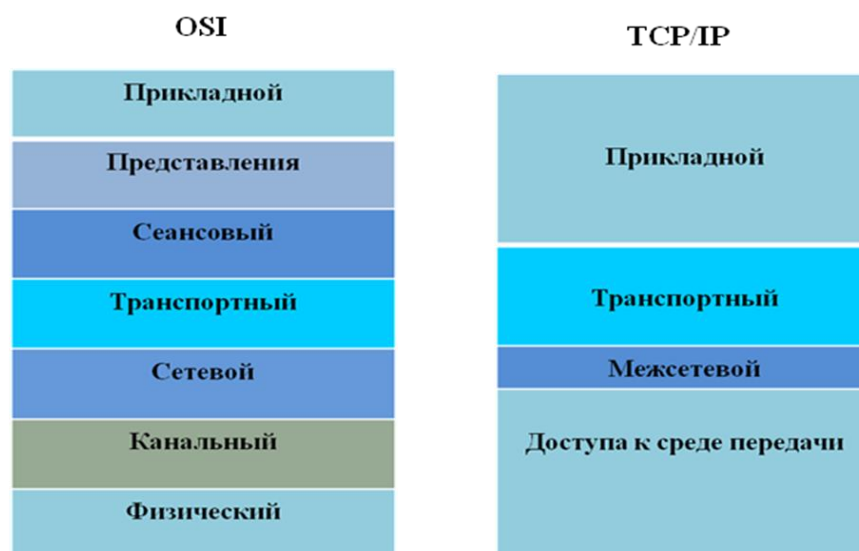 OSI
Прикладной
Представления
Сеансовый
Транспортный
Сетевой
Канальный
Физический
TCP/IP
Прикладной
Транспортный
Межсетевой
Доступа к среде передачи